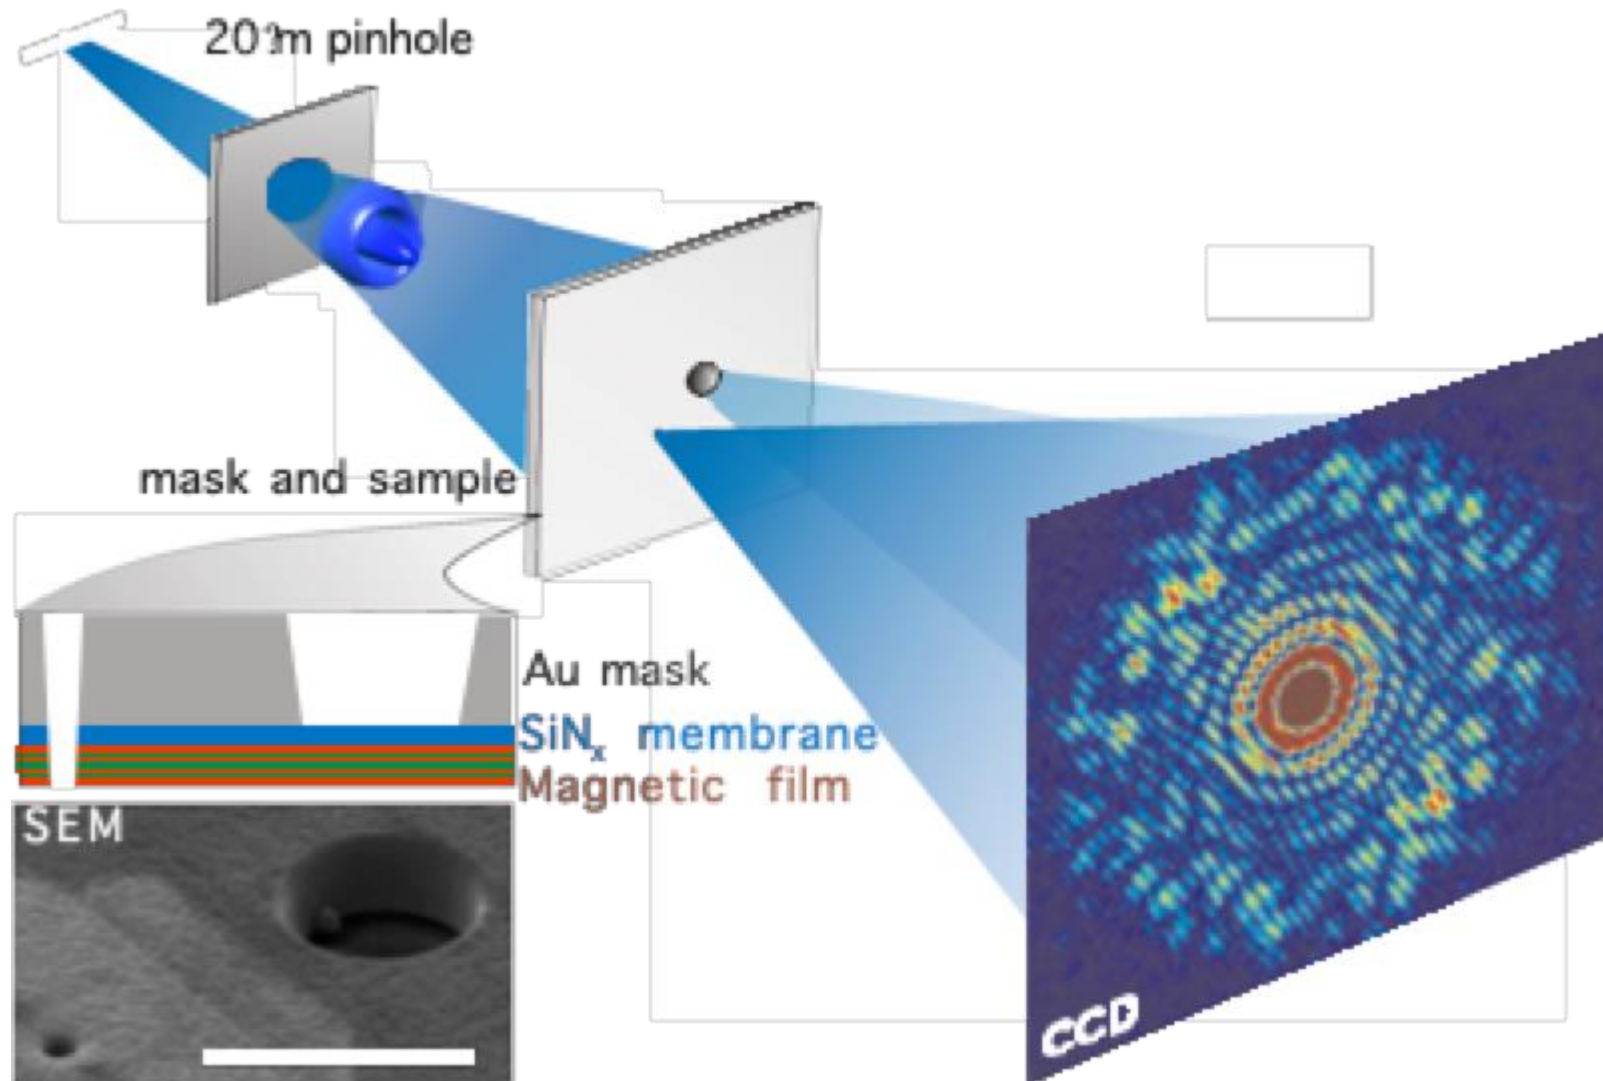 20 m pinhole
mask and sample
Au mask
SiNₓ membrane
Magnetic film
SEM
CCD